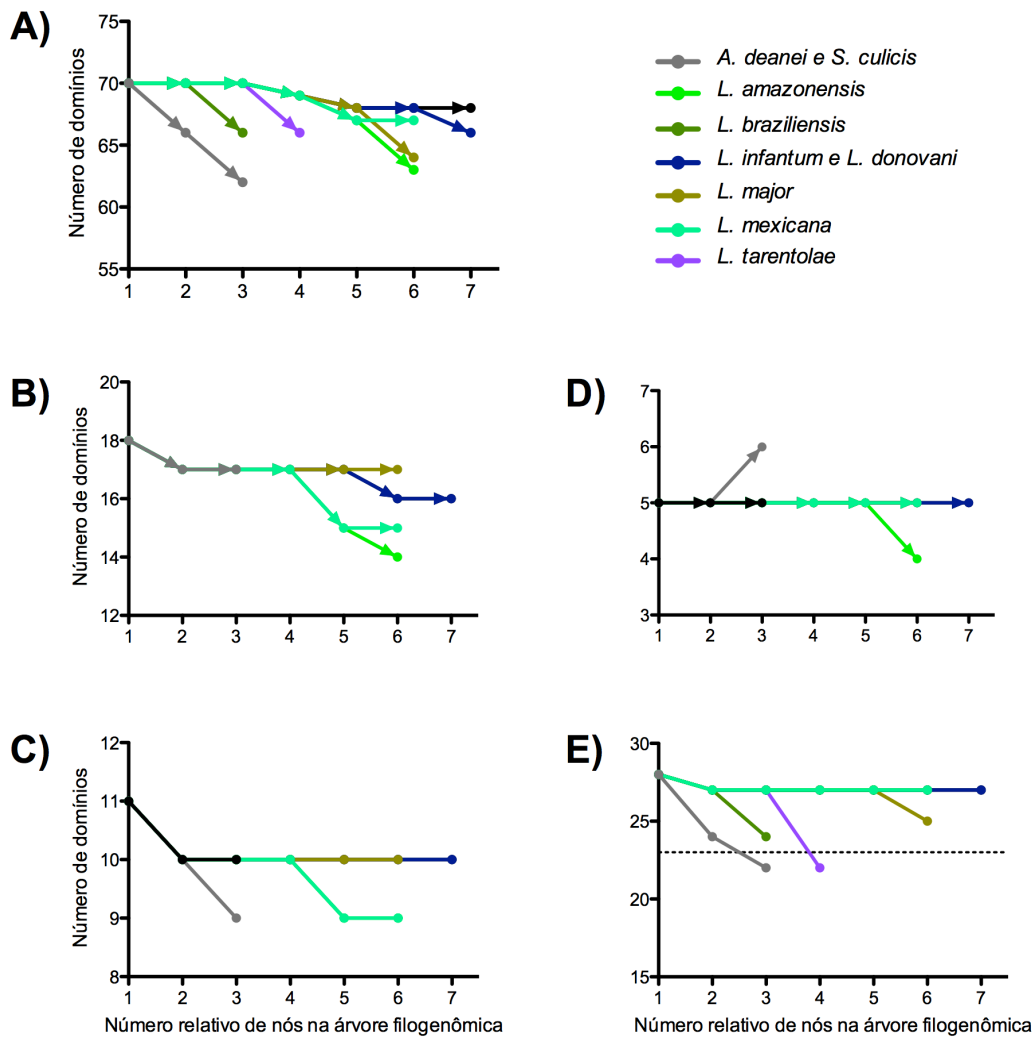 A)
75
70
65
60
55
Número de domínios
1 2 3 4 5 6 7
A. deanei e S. culicis
L. amazonensis
L. braziliensis
L. infantum e L. donovani
L. major
L. mexicana
L. tarentolae
B)
20
18
16
14
12
Número de domínios
1 2 3 4 5 6 7
D)
7
6
5
4
3
1 2 3 4 5 6 7
C)
12
11
10
9
8
Número de domínios
1 2 3 4 5 6 7
Número relativo de nós na árvore filogenômica
E)
30
25
20
15
1 2 3 4 5 6 7
Número relativo de nós na árvore filogenômica